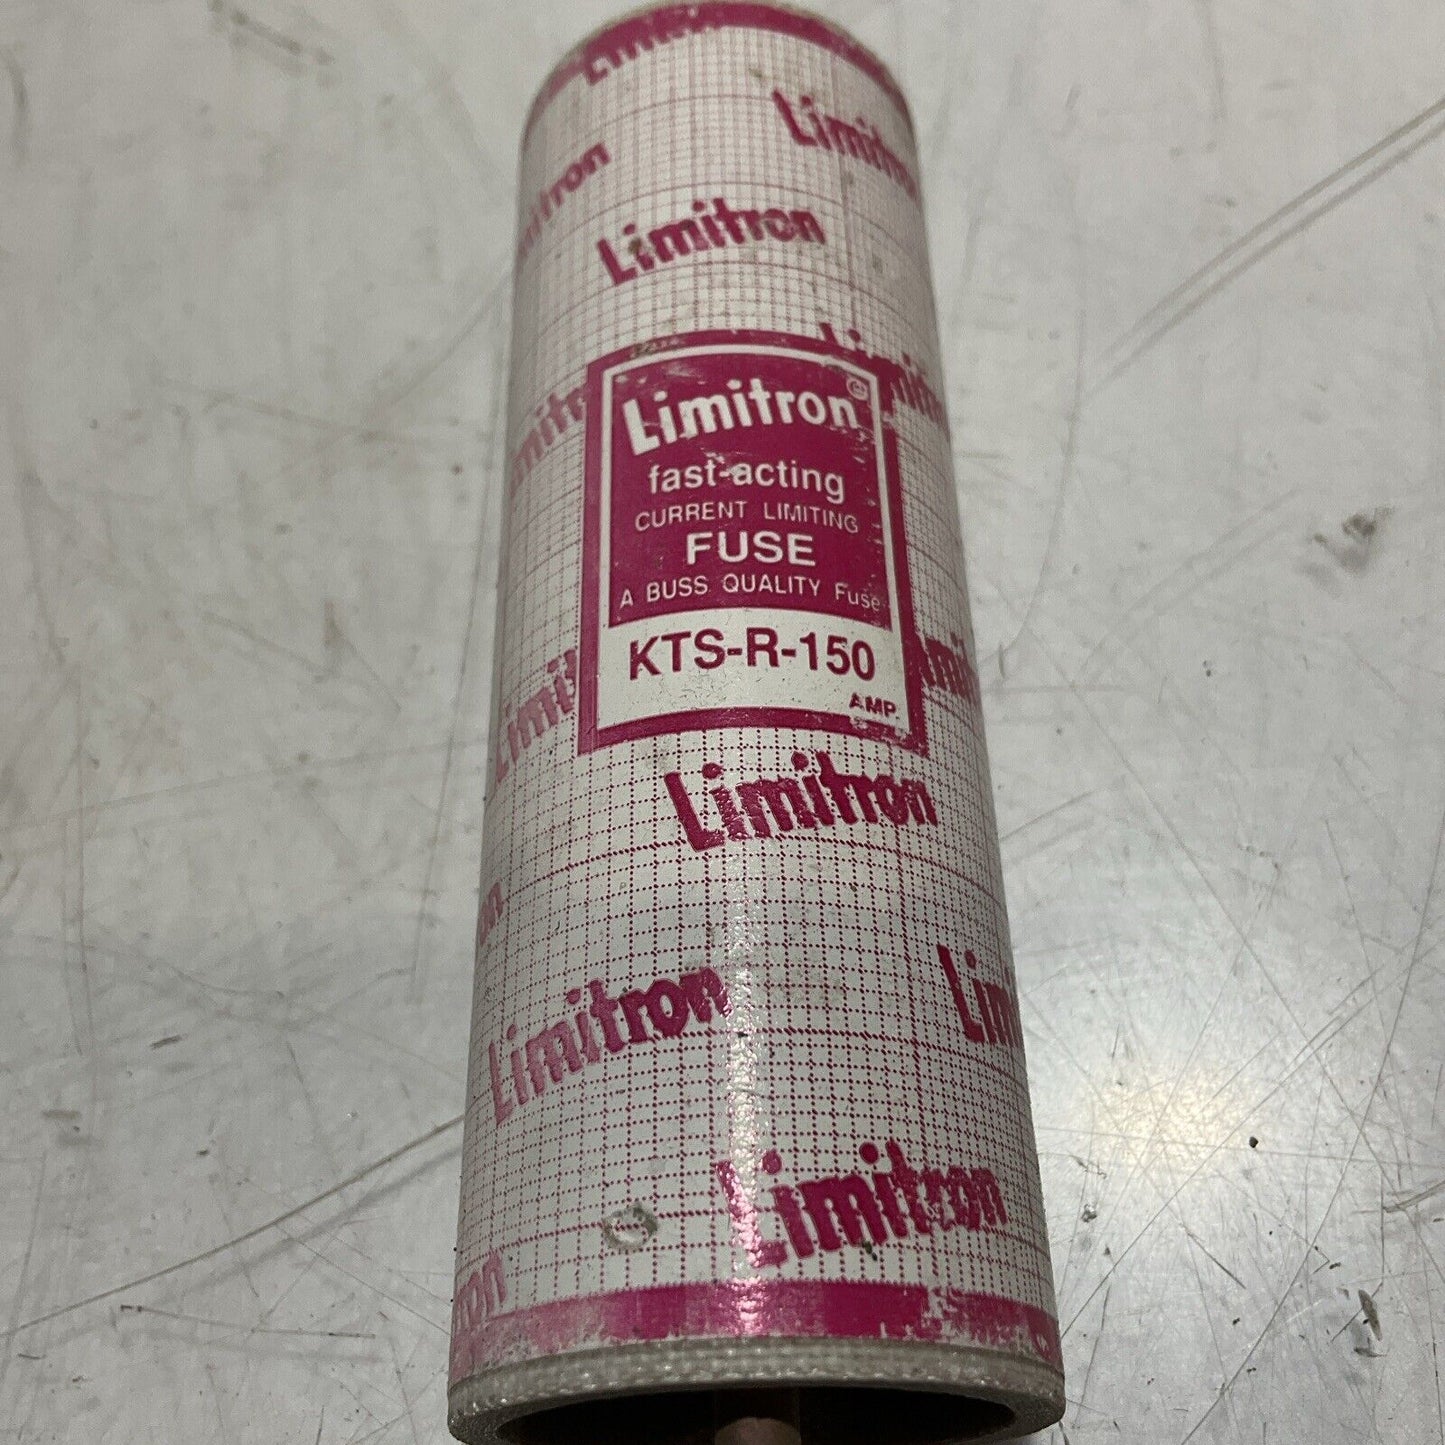 Limitron
Limitron
Limitron
Limitron
fast-acting
CURRENT LIMITING
FUSE
A BUSS QUALITY Fuse
KTS-R-150
AMP.
Limitron
Limitron
Limitron